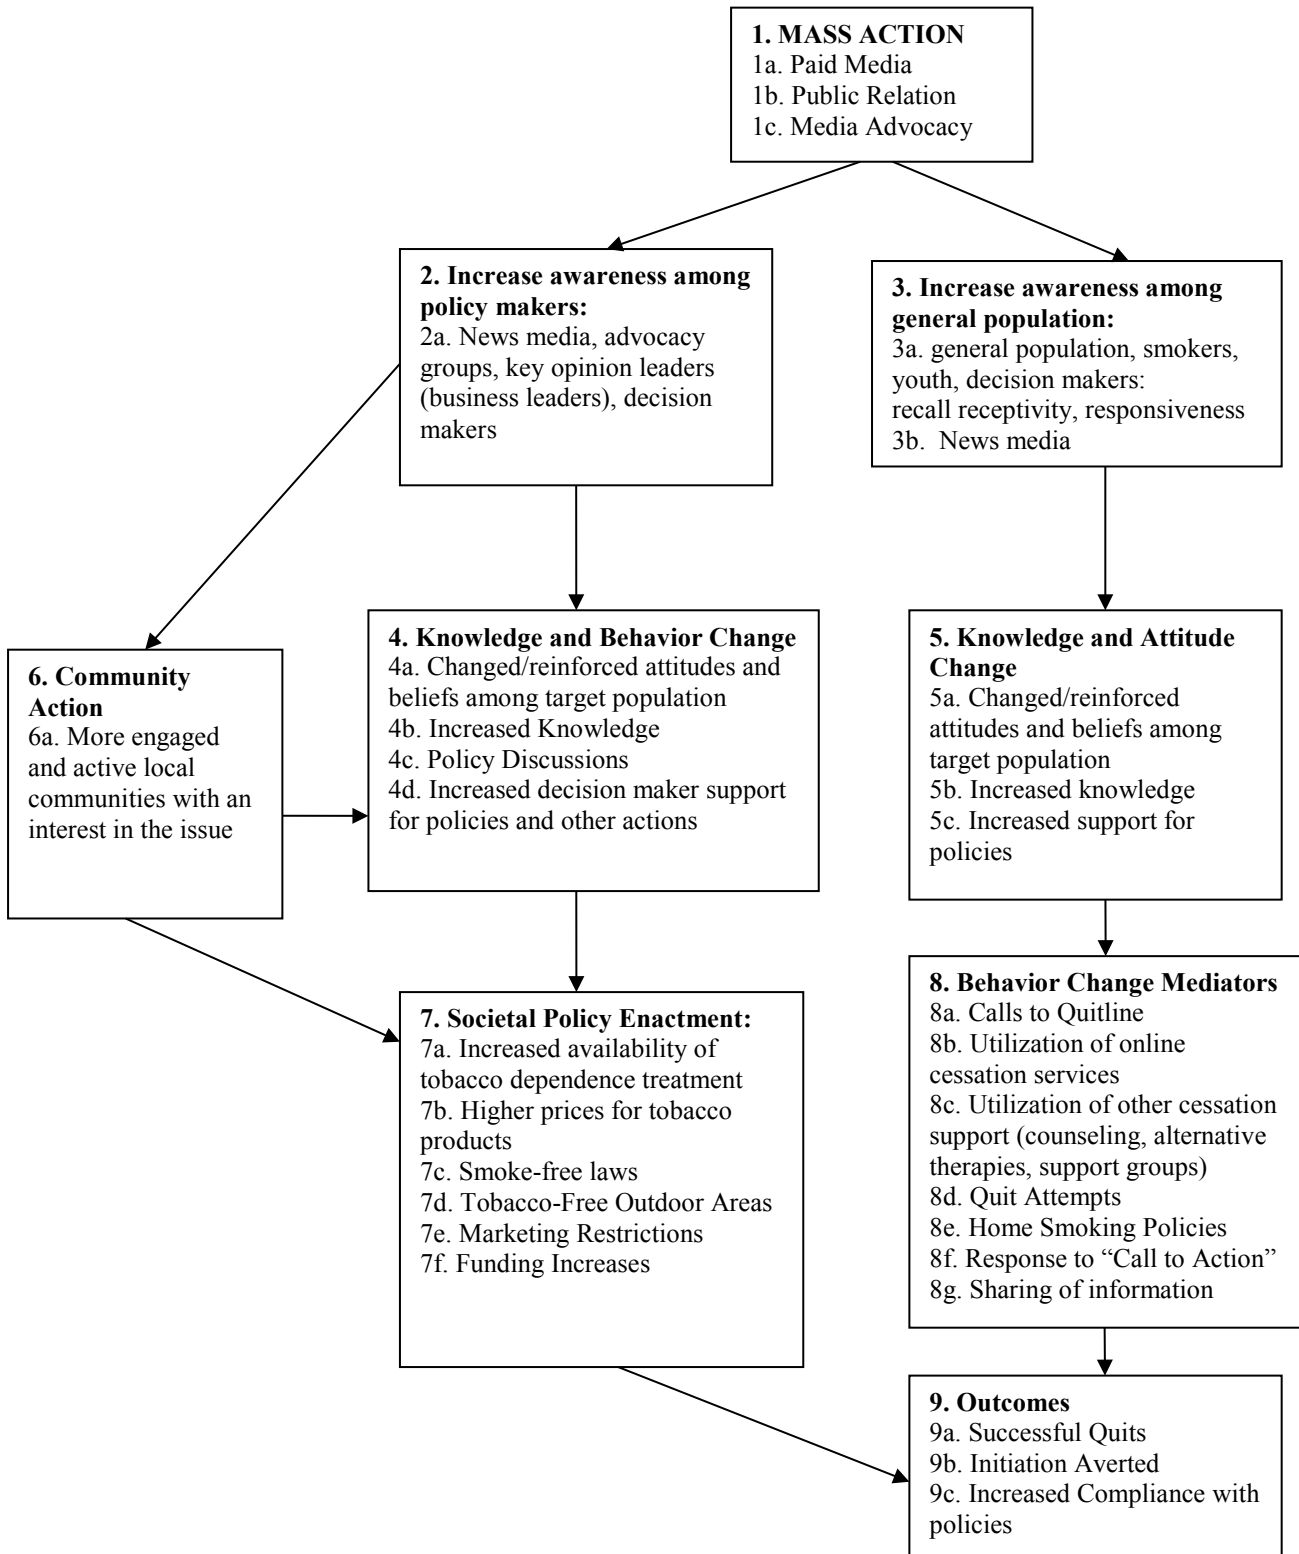 1. MASS ACTION
1a. Paid Media
1b. Public Relation
1c. Media Advocacy
2. Increase awareness among
policy makers:
2a. News media, advocacy
groups, key opinion leaders
(business leaders), decision
makers
3. Increase awareness among
general population:
3a. general population, smokers,
youth, decision makers:
recall receptivity, responsiveness
3b. News media
4. Knowledge and Behavior Change
4a. Changed/reinforced attitudes and
beliefs among target population
4b. Increased Knowledge
4c. Policy Discussions
4d. Increased decision maker support
for policies and other actions
5. Knowledge and Attitude
Change
5a. Changed/reinforced
attitudes and beliefs among
target population
5b. Increased knowledge
5c. Increased support for
policies
6. Community
Action
6a. More engaged
and active local
communities with an
interest in the issue
7. Societal Policy Enactment:
7a. Increased availability of
tobacco dependence treatment
7b. Higher prices for tobacco
products
7c. Smoke-free laws
7d. Tobacco-Free Outdoor Areas
7e. Marketing Restrictions
7f. Funding Increases
8. Behavior Change Mediators
8a. Calls to Quitline
8b. Utilization of online
cessation services
8c. Utilization of other cessation
support (counseling, alternative
therapies, support groups)
8d. Quit Attempts
8e. Home Smoking Policies
8f. Response to “Call to Action”
8g. Sharing of information
9. Outcomes
9a. Successful Quits
9b. Initiation Averted
9c. Increased Compliance with
policies